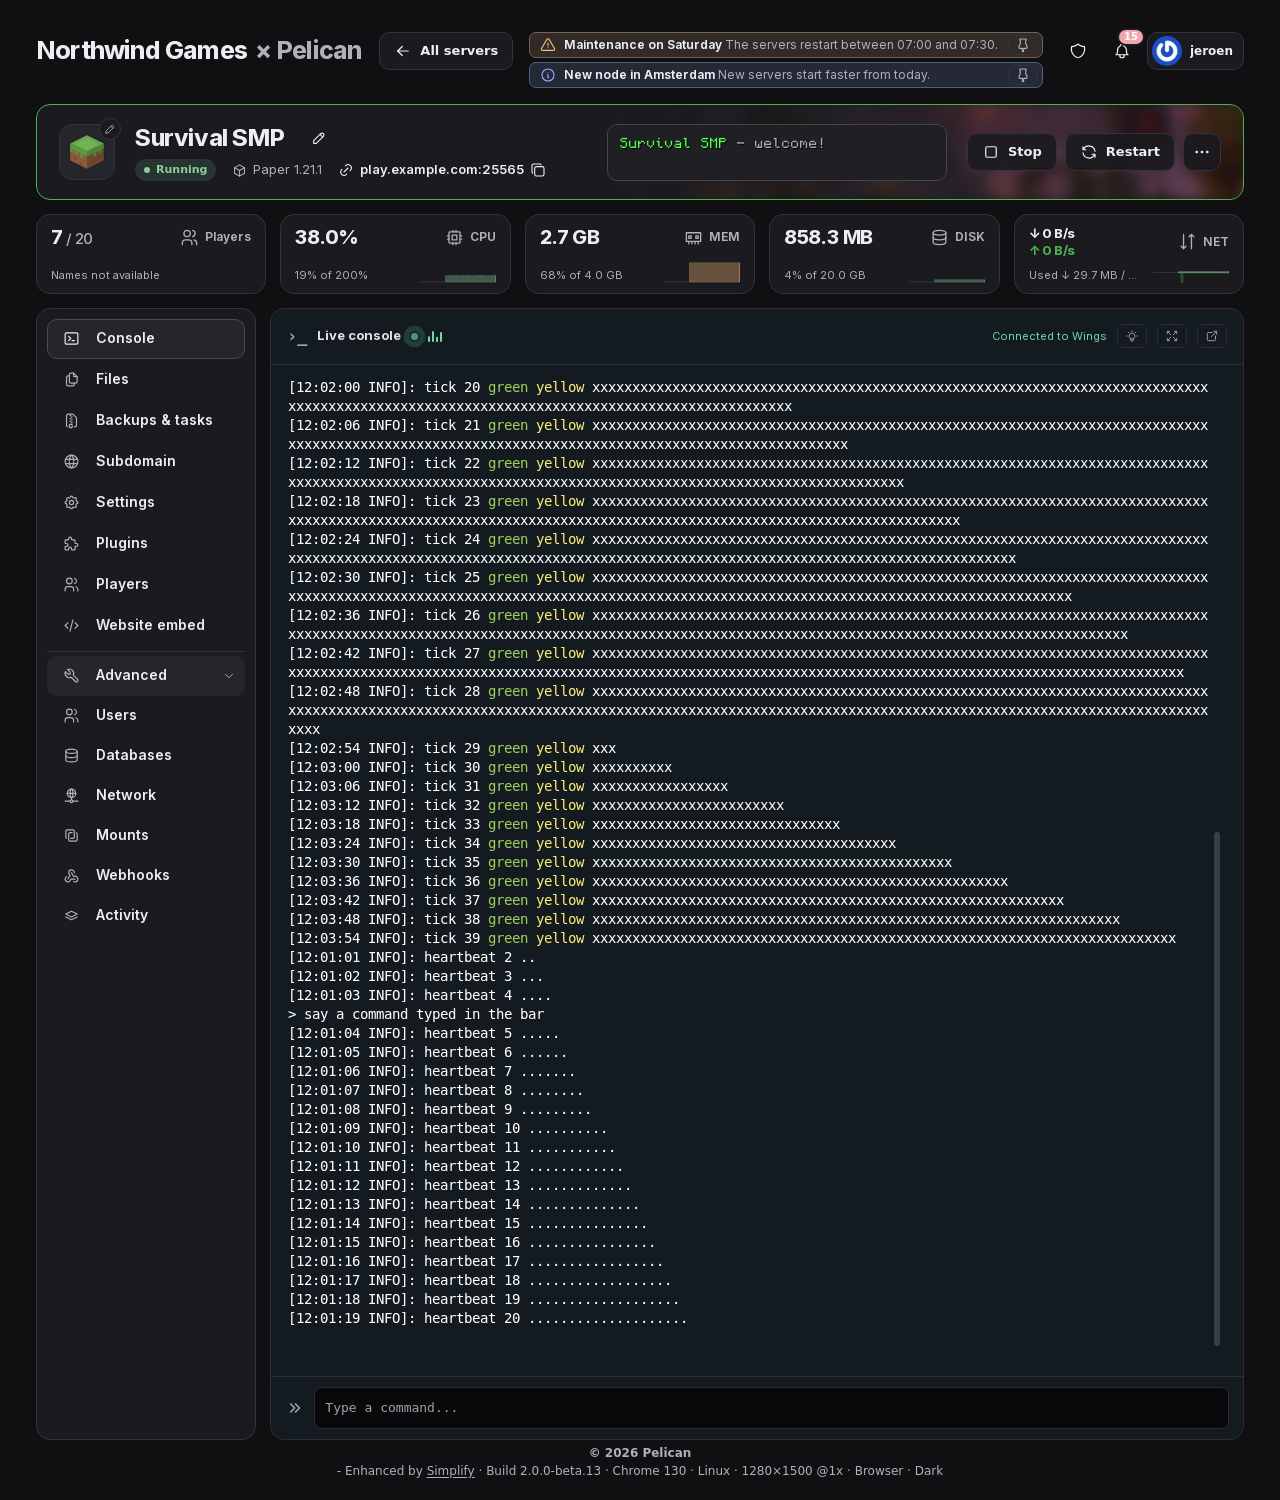 Northwind Games × Pelican
All servers
Maintenance on Saturday The servers restart between 07:00 and 07:30.
New node in Amsterdam New servers start faster from today.
15
jeroen
Survival SMP
Running
Paper 1.21.1
play.example.com:25565
Survival SMP - welcome!
Stop
Restart
7 / 20
Players
Names not available
38.0%
CPU
19% of 200%
2.7 GB
MEM
68% of 4.0 GB
858.3 MB
DISK
4% of 20.0 GB
↓ 0 B/s
↑ 0 B/s
NET
Used ↓ 29.7 MB / ...
Console
Files
Backups & tasks
Subdomain
Settings
Plugins
Players
Website embed
Advanced
Users
Databases
Network
Mounts
Webhooks
Activity
Live console
Connected to Wings
[12:02:00 INFO]: tick 20 green yellow xxxxxxxxxxxxxxxxxxxxxxxxxxxxxxxxxxxxxxxxxxxxxxxxxxxxxxxxxxxxxxxxxxxxxxxxxxxxx
xxxxxxxxxxxxxxxxxxxxxxxxxxxxxxxxxxxxxxxxxxxxxxxxxxxxxxxxxxxxxxx
[12:02:06 INFO]: tick 21 green yellow xxxxxxxxxxxxxxxxxxxxxxxxxxxxxxxxxxxxxxxxxxxxxxxxxxxxxxxxxxxxxxxxxxxxxxxxxxxxx
xxxxxxxxxxxxxxxxxxxxxxxxxxxxxxxxxxxxxxxxxxxxxxxxxxxxxxxxxxxxxxxxxxxxxx
[12:02:12 INFO]: tick 22 green yellow xxxxxxxxxxxxxxxxxxxxxxxxxxxxxxxxxxxxxxxxxxxxxxxxxxxxxxxxxxxxxxxxxxxxxxxxxxxxx
xxxxxxxxxxxxxxxxxxxxxxxxxxxxxxxxxxxxxxxxxxxxxxxxxxxxxxxxxxxxxxxxxxxxxxxxxxxxx
[12:02:18 INFO]: tick 23 green yellow xxxxxxxxxxxxxxxxxxxxxxxxxxxxxxxxxxxxxxxxxxxxxxxxxxxxxxxxxxxxxxxxxxxxxxxxxxxxx
xxxxxxxxxxxxxxxxxxxxxxxxxxxxxxxxxxxxxxxxxxxxxxxxxxxxxxxxxxxxxxxxxxxxxxxxxxxxxxxxxxxx
[12:02:24 INFO]: tick 24 green yellow xxxxxxxxxxxxxxxxxxxxxxxxxxxxxxxxxxxxxxxxxxxxxxxxxxxxxxxxxxxxxxxxxxxxxxxxxxxxx
xxxxxxxxxxxxxxxxxxxxxxxxxxxxxxxxxxxxxxxxxxxxxxxxxxxxxxxxxxxxxxxxxxxxxxxxxxxxxxxxxxxxxxxxxxx
[12:02:30 INFO]: tick 25 green yellow xxxxxxxxxxxxxxxxxxxxxxxxxxxxxxxxxxxxxxxxxxxxxxxxxxxxxxxxxxxxxxxxxxxxxxxxxxxxx
xxxxxxxxxxxxxxxxxxxxxxxxxxxxxxxxxxxxxxxxxxxxxxxxxxxxxxxxxxxxxxxxxxxxxxxxxxxxxxxxxxxxxxxxxxxxxxxxxx
[12:02:36 INFO]: tick 26 green yellow xxxxxxxxxxxxxxxxxxxxxxxxxxxxxxxxxxxxxxxxxxxxxxxxxxxxxxxxxxxxxxxxxxxxxxxxxxxxx
xxxxxxxxxxxxxxxxxxxxxxxxxxxxxxxxxxxxxxxxxxxxxxxxxxxxxxxxxxxxxxxxxxxxxxxxxxxxxxxxxxxxxxxxxxxxxxxxxxxxxxxxx
[12:02:42 INFO]: tick 27 green yellow xxxxxxxxxxxxxxxxxxxxxxxxxxxxxxxxxxxxxxxxxxxxxxxxxxxxxxxxxxxxxxxxxxxxxxxxxxxxx
xxxxxxxxxxxxxxxxxxxxxxxxxxxxxxxxxxxxxxxxxxxxxxxxxxxxxxxxxxxxxxxxxxxxxxxxxxxxxxxxxxxxxxxxxxxxxxxxxxxxxxxxxxxxxxxx
[12:02:48 INFO]: tick 28 green yellow xxxxxxxxxxxxxxxxxxxxxxxxxxxxxxxxxxxxxxxxxxxxxxxxxxxxxxxxxxxxxxxxxxxxxxxxxxxxx
xxxxxxxxxxxxxxxxxxxxxxxxxxxxxxxxxxxxxxxxxxxxxxxxxxxxxxxxxxxxxxxxxxxxxxxxxxxxxxxxxxxxxxxxxxxxxxxxxxxxxxxxxxxxxxxxxxx
xxxx
[12:02:54 INFO]: tick 29 green yellow xxx
[12:03:00 INFO]: tick 30 green yellow xxxxxxxxxx
[12:03:06 INFO]: tick 31 green yellow xxxxxxxxxxxxxxxxx
[12:03:12 INFO]: tick 32 green yellow xxxxxxxxxxxxxxxxxxxxxxxx
[12:03:18 INFO]: tick 33 green yellow xxxxxxxxxxxxxxxxxxxxxxxxxxxxxxx
[12:03:24 INFO]: tick 34 green yellow xxxxxxxxxxxxxxxxxxxxxxxxxxxxxxxxxxxxxx
[12:03:30 INFO]: tick 35 green yellow xxxxxxxxxxxxxxxxxxxxxxxxxxxxxxxxxxxxxxxxxxxxx
[12:03:36 INFO]: tick 36 green yellow xxxxxxxxxxxxxxxxxxxxxxxxxxxxxxxxxxxxxxxxxxxxxxxxxxxx
[12:03:42 INFO]: tick 37 green yellow xxxxxxxxxxxxxxxxxxxxxxxxxxxxxxxxxxxxxxxxxxxxxxxxxxxxxxxxxxx
[12:03:48 INFO]: tick 38 green yellow xxxxxxxxxxxxxxxxxxxxxxxxxxxxxxxxxxxxxxxxxxxxxxxxxxxxxxxxxxxxxxxxxx
[12:03:54 INFO]: tick 39 green yellow xxxxxxxxxxxxxxxxxxxxxxxxxxxxxxxxxxxxxxxxxxxxxxxxxxxxxxxxxxxxxxxxxxxxxxxxx
[12:01:01 INFO]: heartbeat 2 ..
[12:01:02 INFO]: heartbeat 3 ...
[12:01:03 INFO]: heartbeat 4 ....
> say a command typed in the bar
[12:01:04 INFO]: heartbeat 5 .....
[12:01:05 INFO]: heartbeat 6 ......
[12:01:06 INFO]: heartbeat 7 .......
[12:01:07 INFO]: heartbeat 8 ........
[12:01:08 INFO]: heartbeat 9 .........
[12:01:09 INFO]: heartbeat 10 ..........
[12:01:10 INFO]: heartbeat 11 ...........
[12:01:11 INFO]: heartbeat 12 ............
[12:01:12 INFO]: heartbeat 13 .............
[12:01:13 INFO]: heartbeat 14 ..............
[12:01:14 INFO]: heartbeat 15 ...............
[12:01:15 INFO]: heartbeat 16 ................
[12:01:16 INFO]: heartbeat 17 .................
[12:01:17 INFO]: heartbeat 18 ..................
[12:01:18 INFO]: heartbeat 19 ...................
[12:01:19 INFO]: heartbeat 20 ....................
Type a command...
© 2026 Pelican
- Enhanced by Simplify · Build 2.0.0-beta.13 · Chrome 130 · Linux · 1280×1500 @1x · Browser · Dark